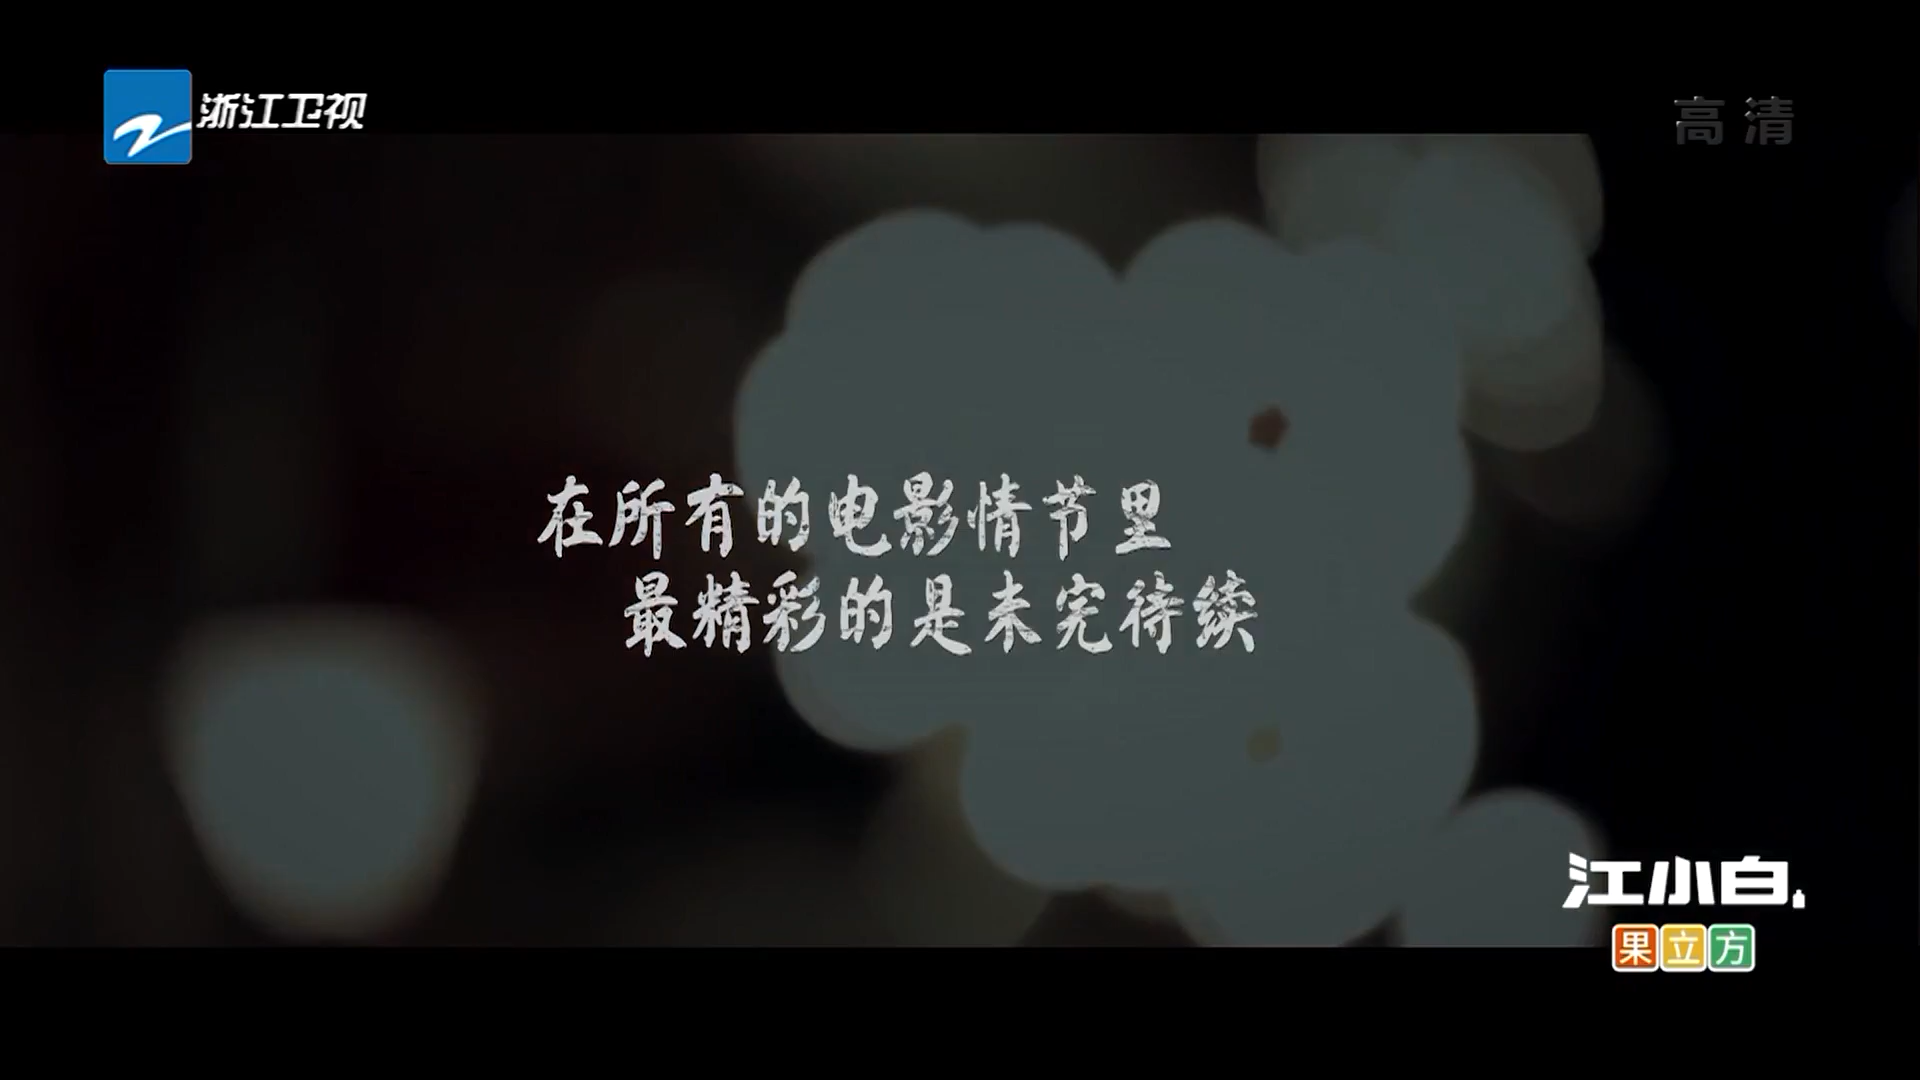 浙江卫视
高清
在所有的电影情节里
最精彩的是未完待续
江小白
果立方